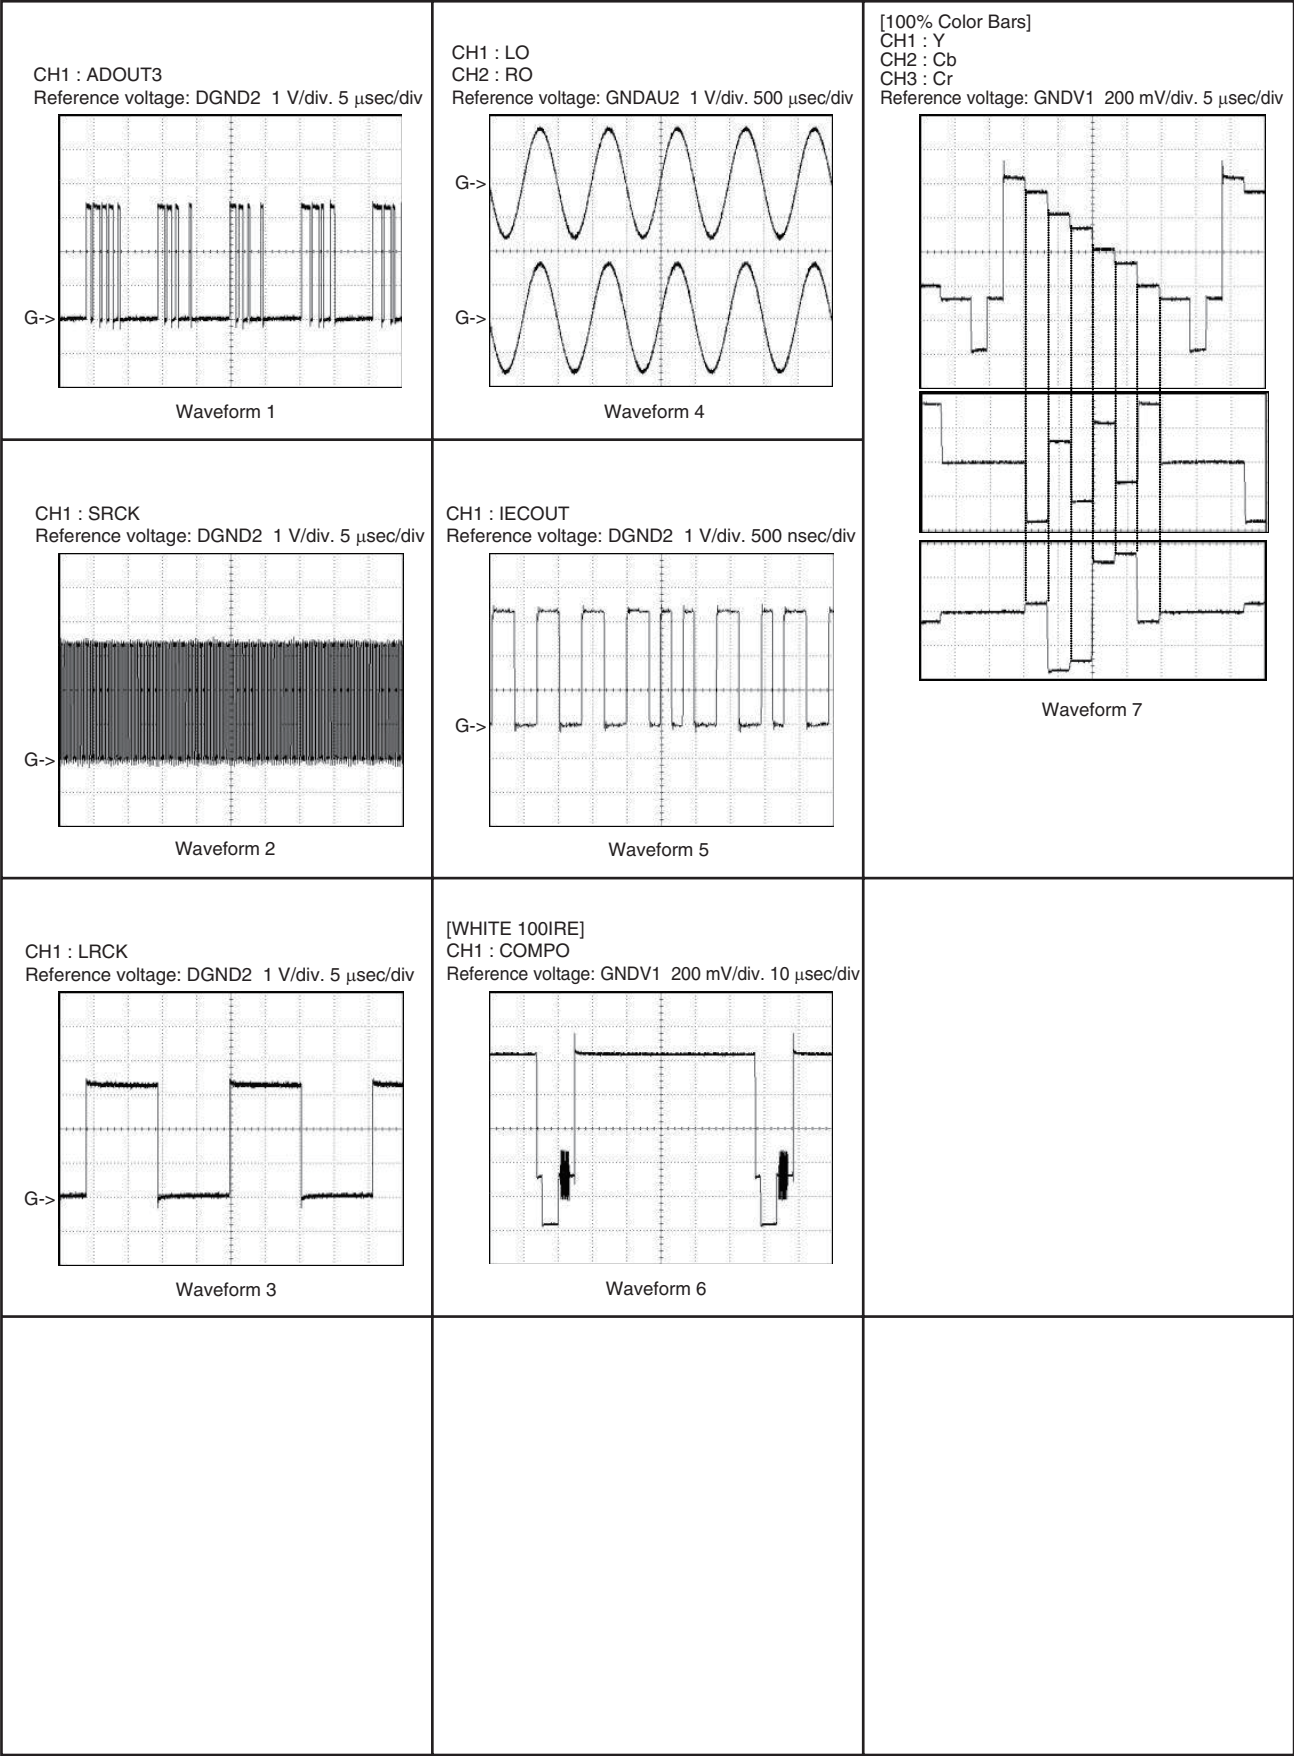 CH1 : ADOUT3
Reference voltage: DGND2 1 V/div. 5 μsec/div
G->
Waveform 1
CH1 : LO
CH2 : RO
Reference voltage: GNDAU2 1 V/div. 500 μsec/div
G->
G->
Waveform 4
[100% Color Bars]
CH1 : Y
CH2 : Cb
CH3 : Cr
Reference voltage: GNDV1 200 mV/div. 5 μsec/div
Waveform 7
CH1 : SRCK
Reference voltage: DGND2 1 V/div. 5 μsec/div
G->
Waveform 2
CH1 : IECOUT
Reference voltage: DGND2 1 V/div. 500 nsec/div
G->
Waveform 5
CH1 : LRCK
Reference voltage: DGND2 1 V/div. 5 μsec/div
G->
Waveform 3
[WHITE 100IRE]
CH1 : COMPO
Reference voltage: GNDV1 200 mV/div. 10 μsec/div
Waveform 6